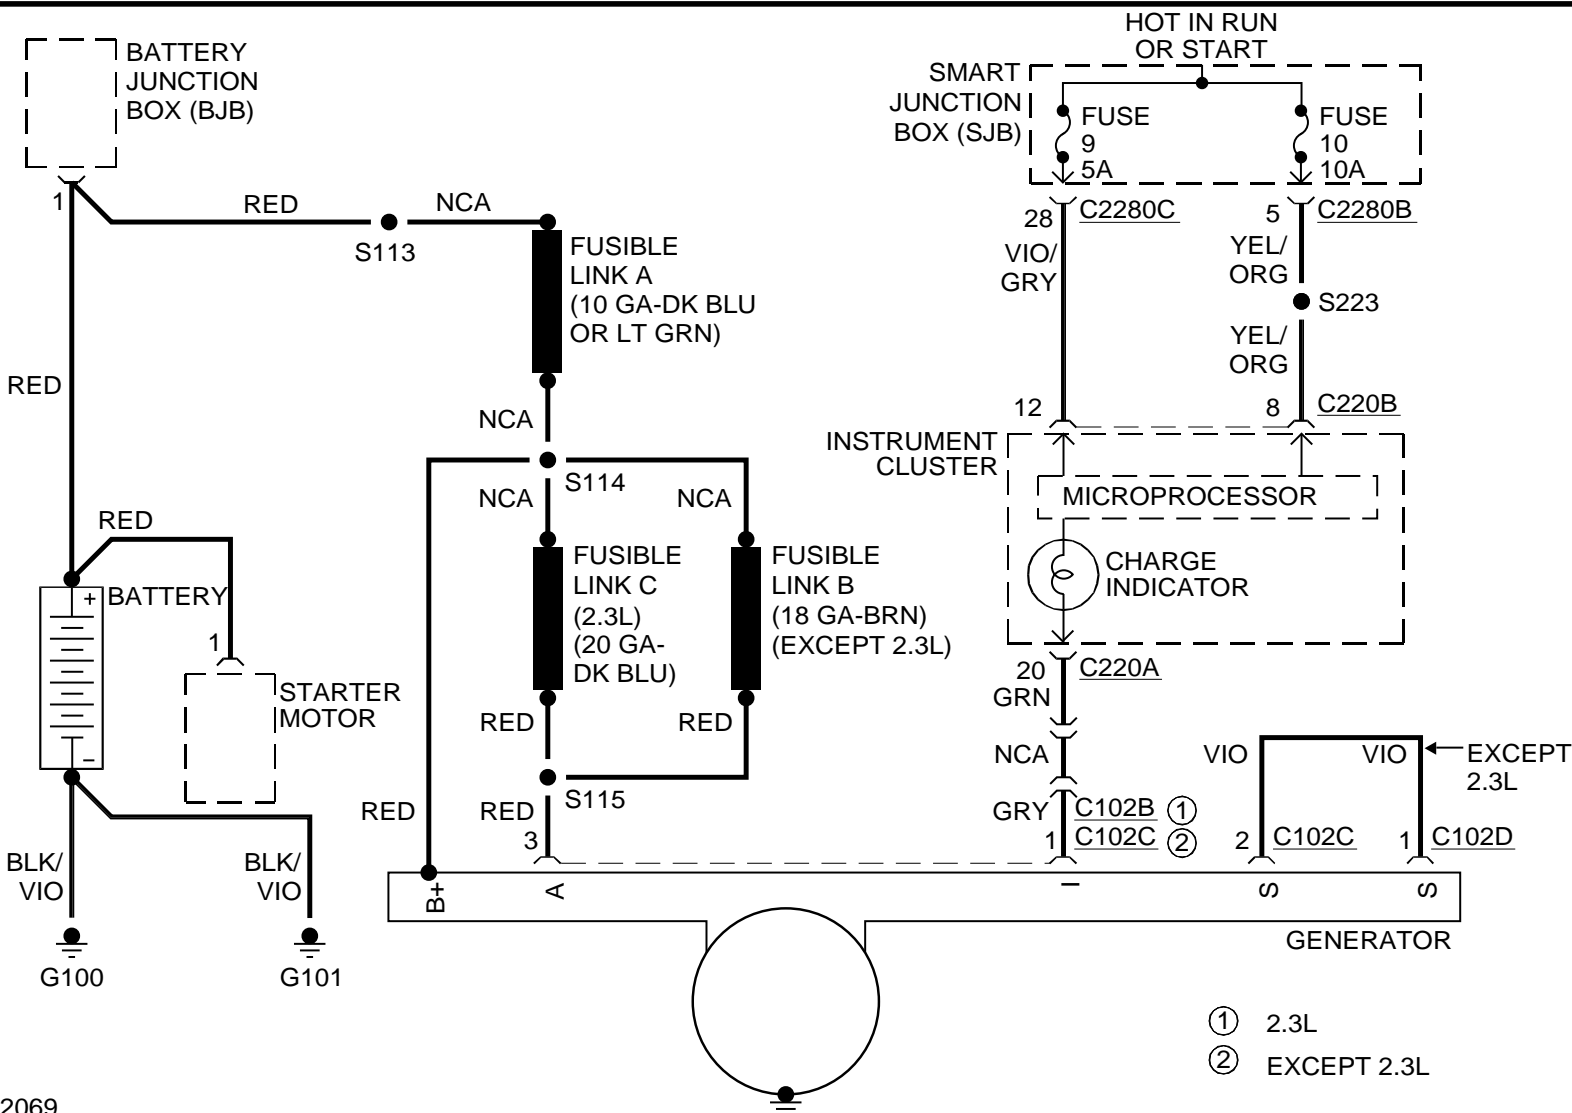 HOT IN RUN
OR START
BATTERY
JUNCTION
BOX (BJB)
SMART
JUNCTION
BOX (SJB)
FUSE
9
5A
FUSE
10
10A
1
RED
NCA
S113
28
C2280C
5
C2280B
VIO/
GRY
YEL/
ORG
S223
YEL/
ORG
FUSIBLE
LINK A
(10 GA-DK BLU
OR LT GRN)
RED
NCA
12
8
C220B
INSTRUMENT
CLUSTER
MICROPROCESSOR
CHARGE
INDICATOR
S114
NCA
NCA
RED
FUSIBLE
LINK C
(2.3L)
(20 GA-
DK BLU)
FUSIBLE
LINK B
(18 GA-BRN)
(EXCEPT 2.3L)
+
BATTERY
–
1
STARTER
MOTOR
20
C220A
GRN
RED
RED
NCA
VIO
VIO
EXCEPT
2.3L
S115
RED
RED
3
GRY
C102B
1
1
C102C
2
2
C102C
1
C102D
BLK/
VIO
BLK/
VIO
B+
A
I
S
S
GENERATOR
G100
G101
1 2.3L
2 EXCEPT 2.3L
2069